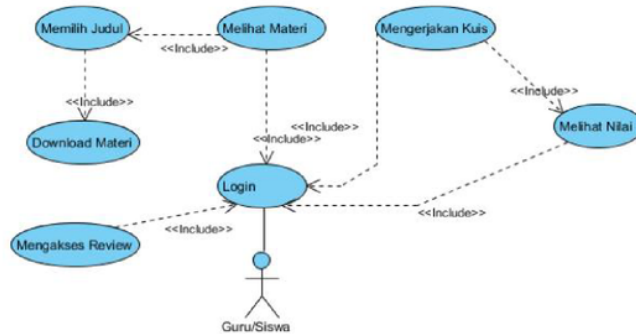 Memilih Judul
Melihat Materi
Mengerjakan Kuis
<<Include>>
<<Include>>
<<Include>>
<<Include>>
<<Include>>
Download Materi
Melihat Nilai
Login
<<Include>>
<<Include>>
Mengakses Review
Guru/Siswa